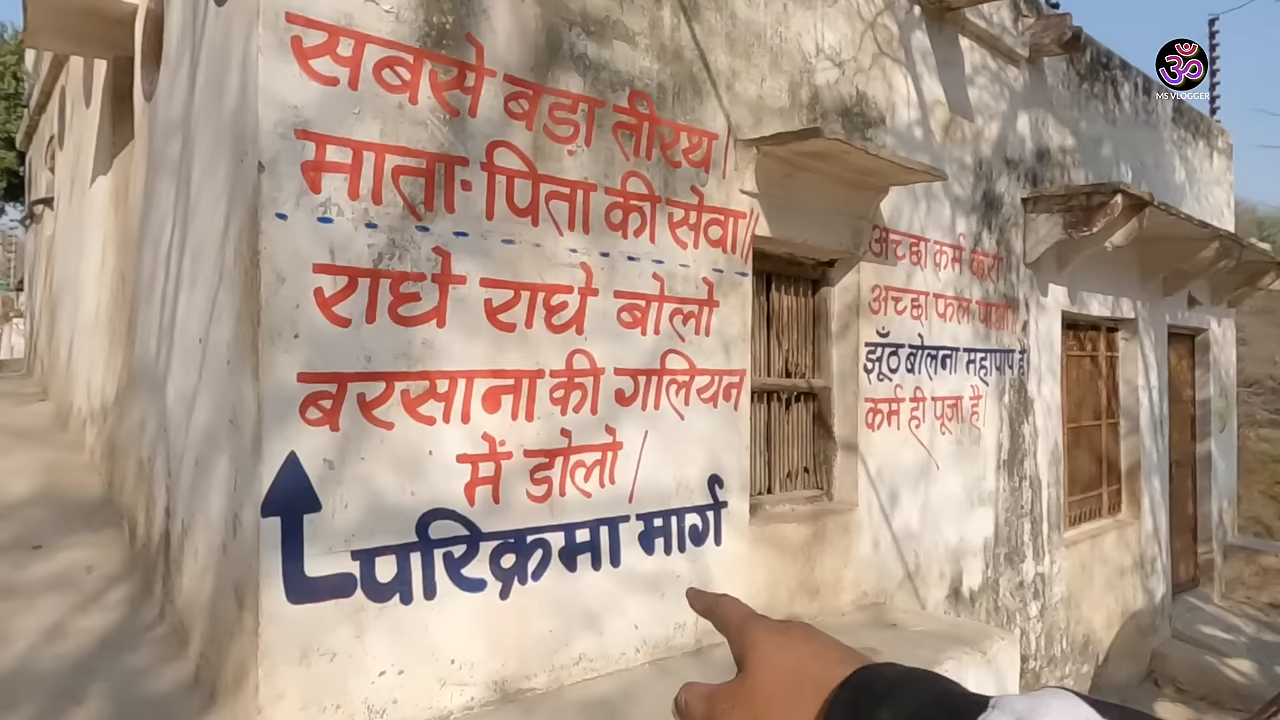 सबसे बड़ा तीरथ।
माता-पिता की सेवा॥
राधे राधे बोलो
बरसाना की गलियन
में डोलो।
परिक्रमा मार्ग
अच्छा कर्म करो
अच्छा फल पाओ॥
झूँठ बोलना महापाप है।
कर्म ही पूजा है।
ॐ
MS VLOGGER